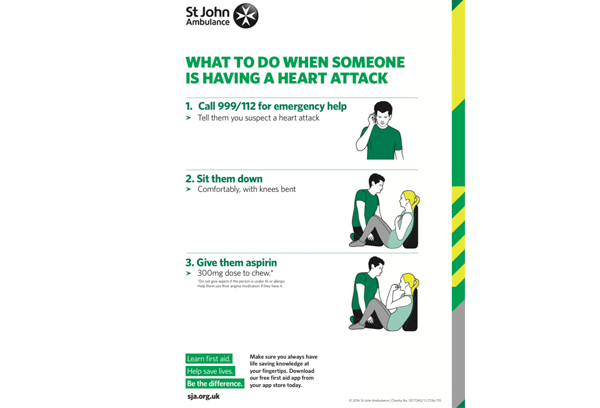 St John
Ambulance
WHAT TO DO WHEN SOMEONE
IS HAVING A HEART ATTACK
1. Call 999/112 for emergency help
➤ Tell them you suspect a heart attack
2. Sit them down
➤ Comfortably, with knees bent
3. Give them aspirin
➤ 300mg dose to chew.*
*Do not give aspirin if the person is under 16 or allergic.
Help them use their angina medication if they have it.
Learn first aid.
Help save lives.
Be the difference.
sja.org.uk
Make sure you always have
life saving knowledge at
your fingertips. Download
our free first aid app from
your app store today.
© 2016 St John Ambulance | Charity No. 1077265/1 |